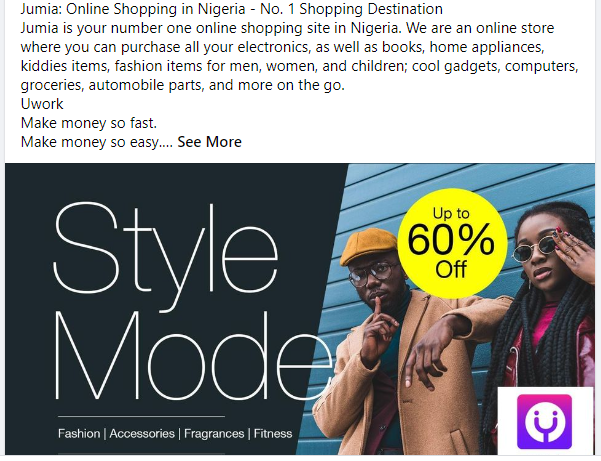 Jumia: Online Shopping in Nigeria - No. 1 Shopping Destination
Jumia is your number one online shopping site in Nigeria. We are an online store
where you can purchase all your electronics, as well as books, home appliances,
kiddies items, fashion items for men, women, and children; cool gadgets, computers,
groceries, automobile parts, and more on the go.
Uwork
Make money so fast.
Make money so easy.... See More
Style
Mode
Up to
60%
Off
Fashion | Accessories | Fragrances | Fitness